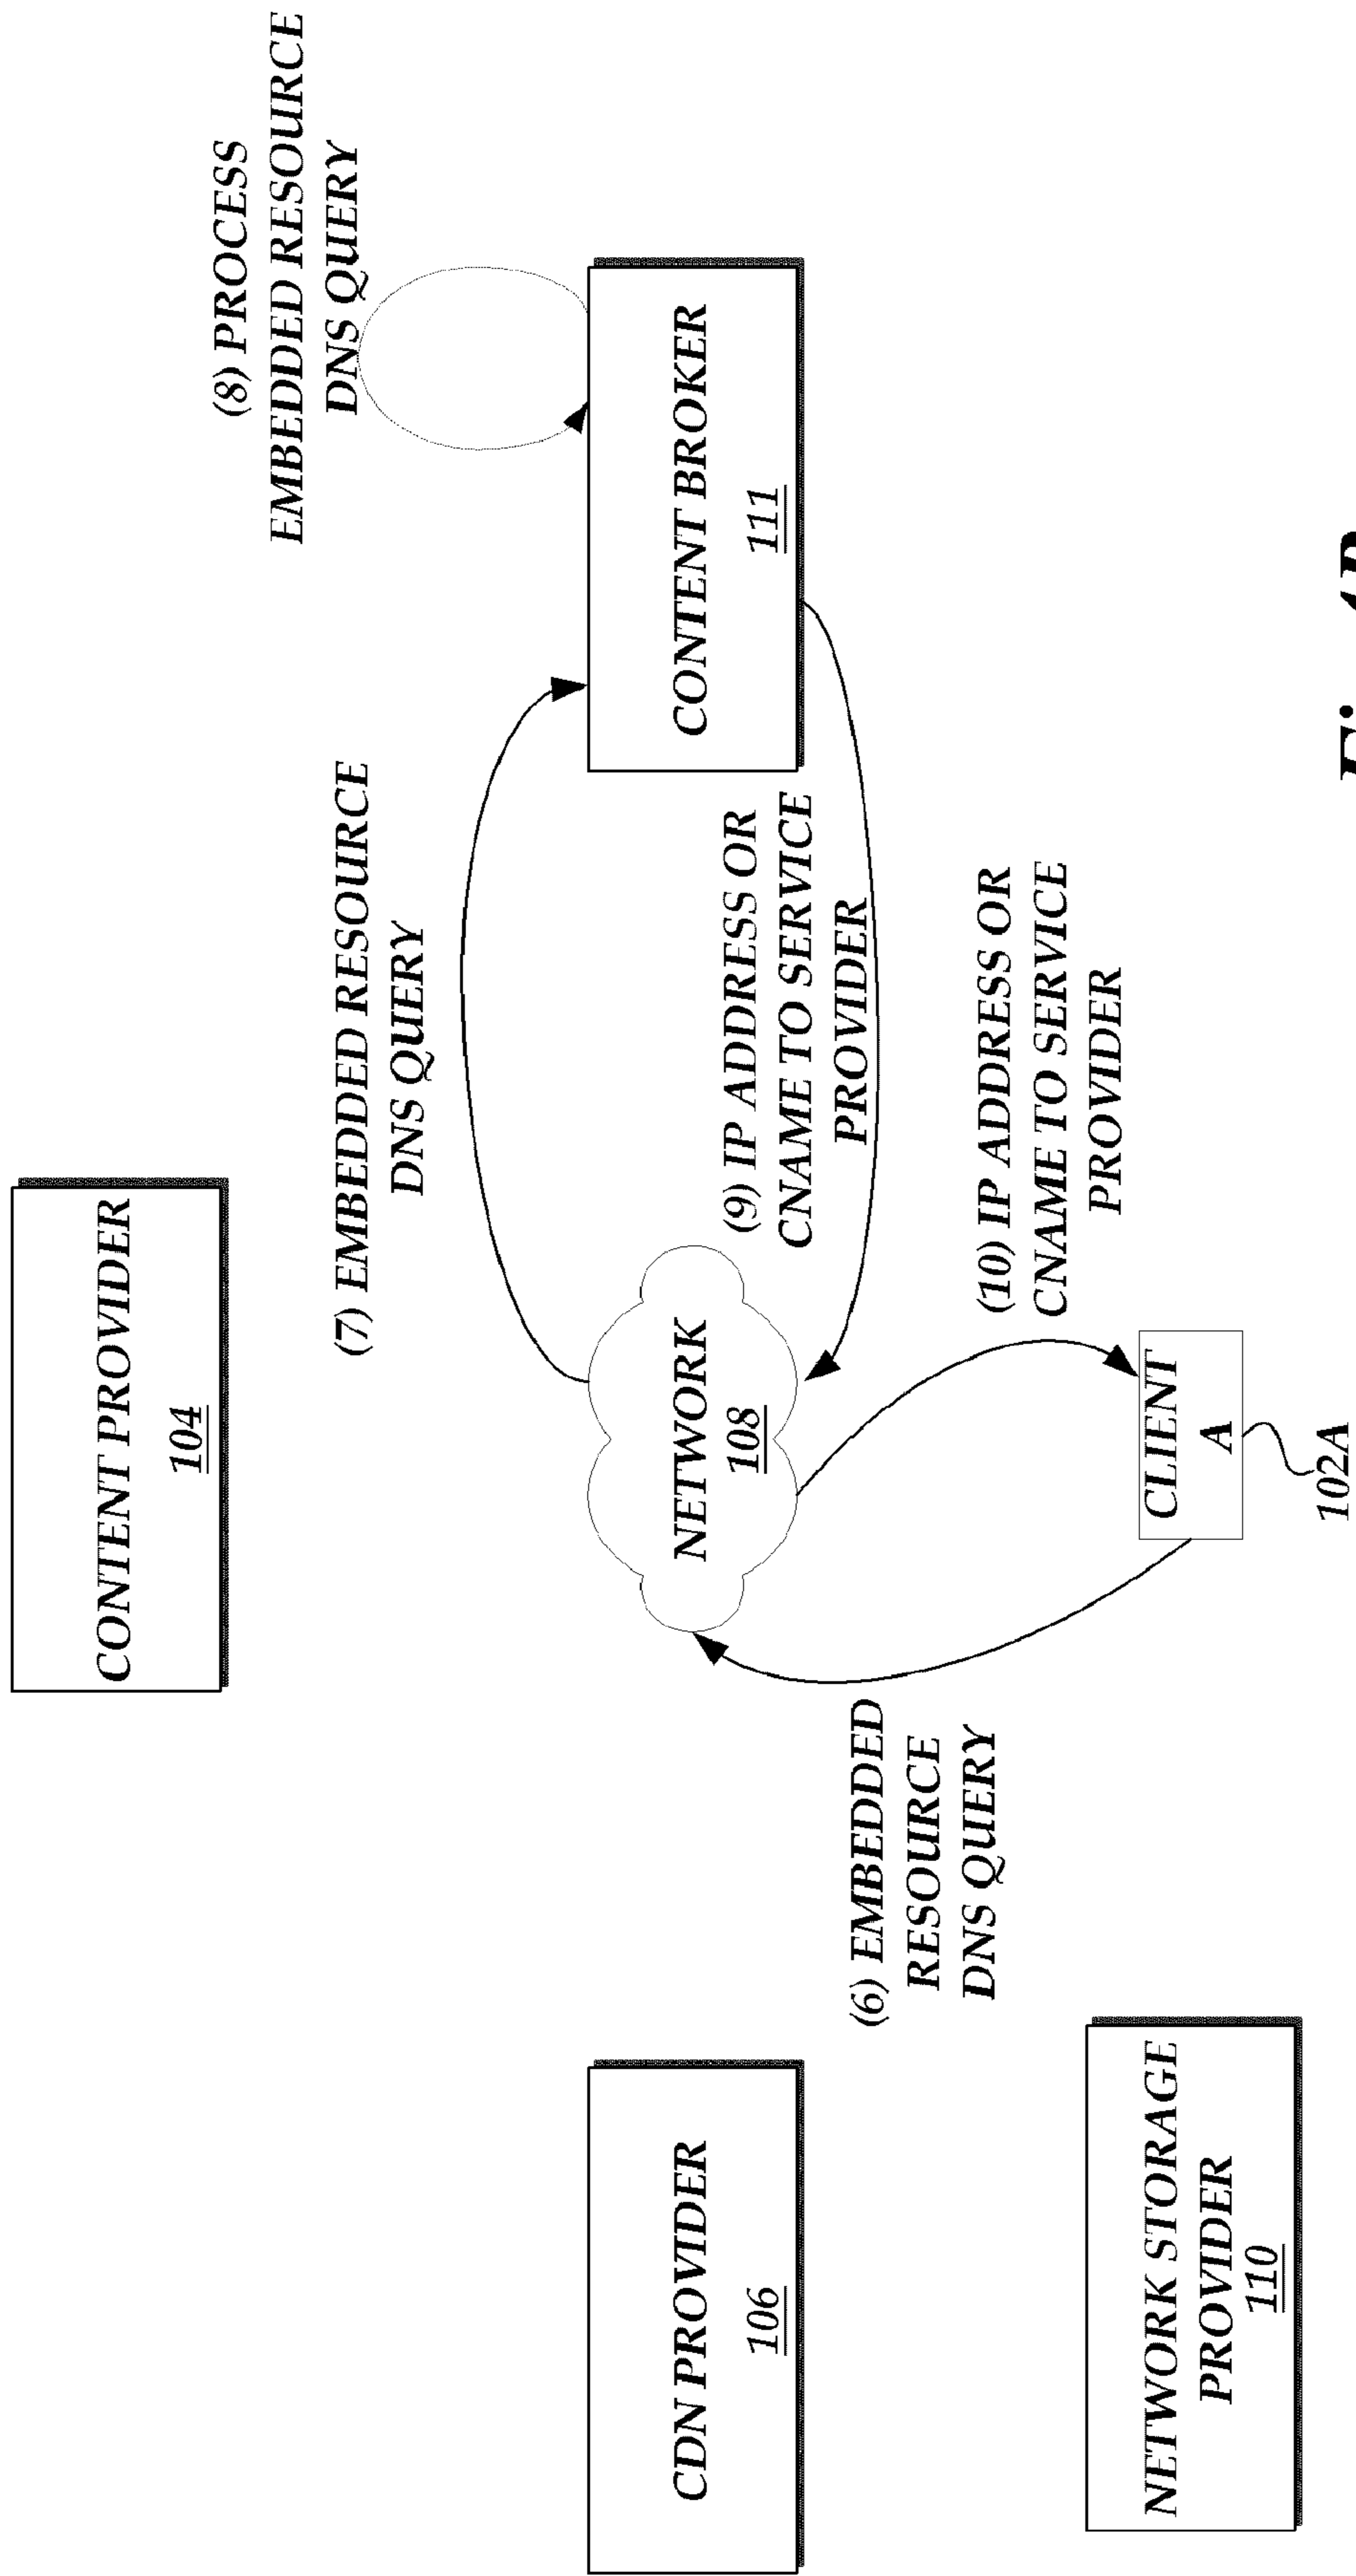 CONTENT PROVIDER
104
(8) PROCESS
EMBEDDED RESOURCE
DNS QUERY
(7) EMBEDDED RESOURCE
DNS QUERY
CDN PROVIDER
106
NETWORK
108
CONTENT BROKER
111
(9) IP ADDRESS OR
CNAME TO SERVICE
PROVIDER
(6) EMBEDDED
RESOURCE
DNS QUERY
(10) IP ADDRESS OR
CNAME TO SERVICE
PROVIDER
NETWORK STORAGE
PROVIDER
110
CLIENT
A
102A